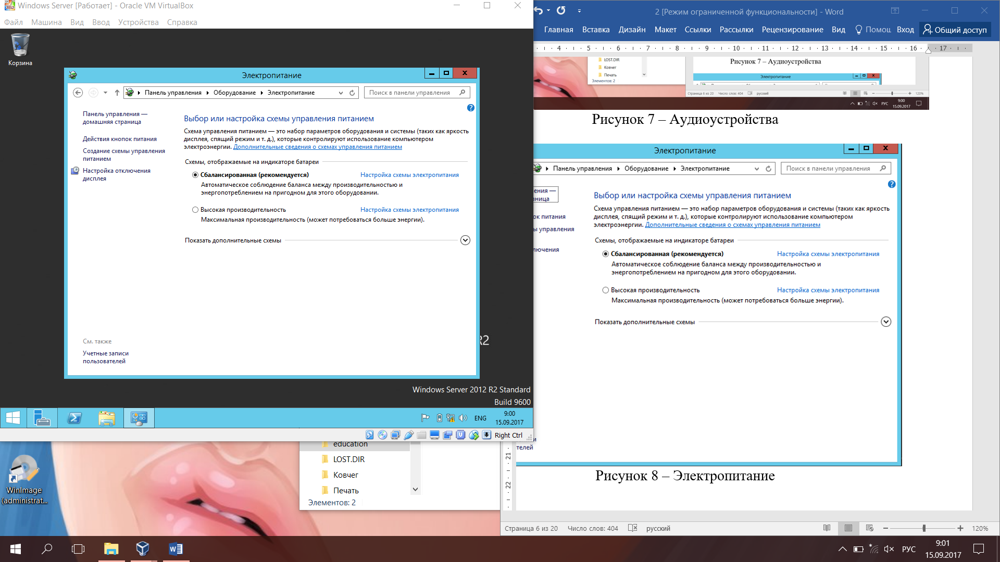 Windows Server [Работает] - Oracle VM VirtualBox
Файл Машина Вид Ввод Устройства Справка
Корзина
Электропитание
Панель управления Оборудование Электропитание
Поиск в панели управления
Панель управления —
домашняя страница
Действия кнопок питания
Создание схемы управления
питанием
Настройка отключения
дисплея
Выбор или настройка схемы управления питанием
Схема управления питанием — это набор параметров оборудования и системы (таких как яркость
дисплея, спящий режим и т. д.), которые контролируют использование компьютером
электроэнергии. Дополнительные сведения о схемах управления питанием
Схемы, отображаемые на индикаторе батареи
Сбалансированная (рекомендуется) Настройка схемы электропитания
Автоматическое соблюдение баланса между производительностью и
энергопотреблением на пригодном для этого оборудовании.
Высокая производительность Настройка схемы электропитания
Максимальная производительность (может потребоваться больше энергии).
Показать дополнительные схемы
См. также
Учетные записи
пользователей
R2
Windows Server 2012 R2 Standard
Build 9600
ENG
9:00
15.09.2017
Right Ctrl
education
LOST.DIR
Ковчег
Печать
Элементов: 2
WinImage
(administrat...
2 [Режим ограниченной функциональности] - Word
Главная Вставка Дизайн Макет Ссылки Рассылки Рецензирование Вид Помощ Вход Общий доступ
4 5 6 7 8 9 10 11 12 13 14 15 16 17
LOST.DIR
Ковчег
Печать
Элементов: 2
Рисунок 7 – Аудиоустройства
Электропитание
Страница 6 из 20 Число слов: 404 русский 120%
РУС
9:00
15.09.2017
Рисунок 7 – Аудиоустройства
Электропитание
Панель управления Оборудование Электропитание
Поиск в панели управления
ения —
аница
ок питания
ы управления
лючения
Выбор или настройка схемы управления питанием
Схема управления питанием — это набор параметров оборудования и системы (таких как яркость
дисплея, спящий режим и т. д.), которые контролируют использование компьютером
электроэнергии. Дополнительные сведения о схемах управления питанием
Схемы, отображаемые на индикаторе батареи
Сбалансированная (рекомендуется) Настройка схемы электропитания
Автоматическое соблюдение баланса между производительностью и
энергопотреблением на пригодном для этого оборудовании.
Высокая производительность Настройка схемы электропитания
Максимальная производительность (может потребоваться больше энергии).
Показать дополнительные схемы
и
телей
21
22
Рисунок 8 – Электропитание
Страница 6 из 20 Число слов: 404 русский 120%
РУС
9:01
15.09.2017